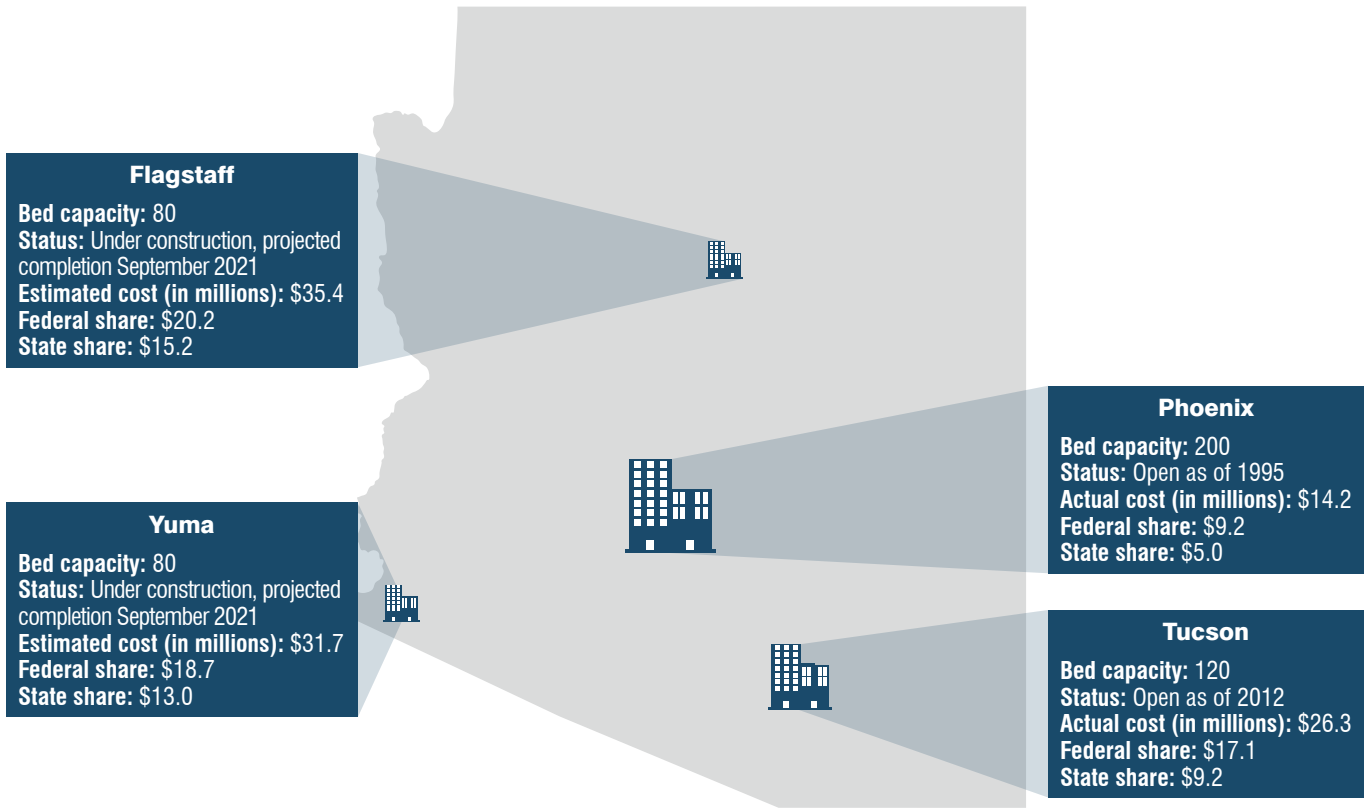 Flagstaff
Bed capacity: 80
Status: Under construction, projected
completion September 2021
Estimated cost (in millions): $35.4
Federal share: $20.2
State share: $15.2
Phoenix
Bed capacity: 200
Status: Open as of 1995
Actual cost (in millions): $14.2
Federal share: $9.2
State share: $5.0
Yuma
Bed capacity: 80
Status: Under construction, projected
completion September 2021
Estimated cost (in millions): $31.7
Federal share: $18.7
State share: $13.0
Tucson
Bed capacity: 120
Status: Open as of 2012
Actual cost (in millions): $26.3
Federal share: $17.1
State share: $9.2